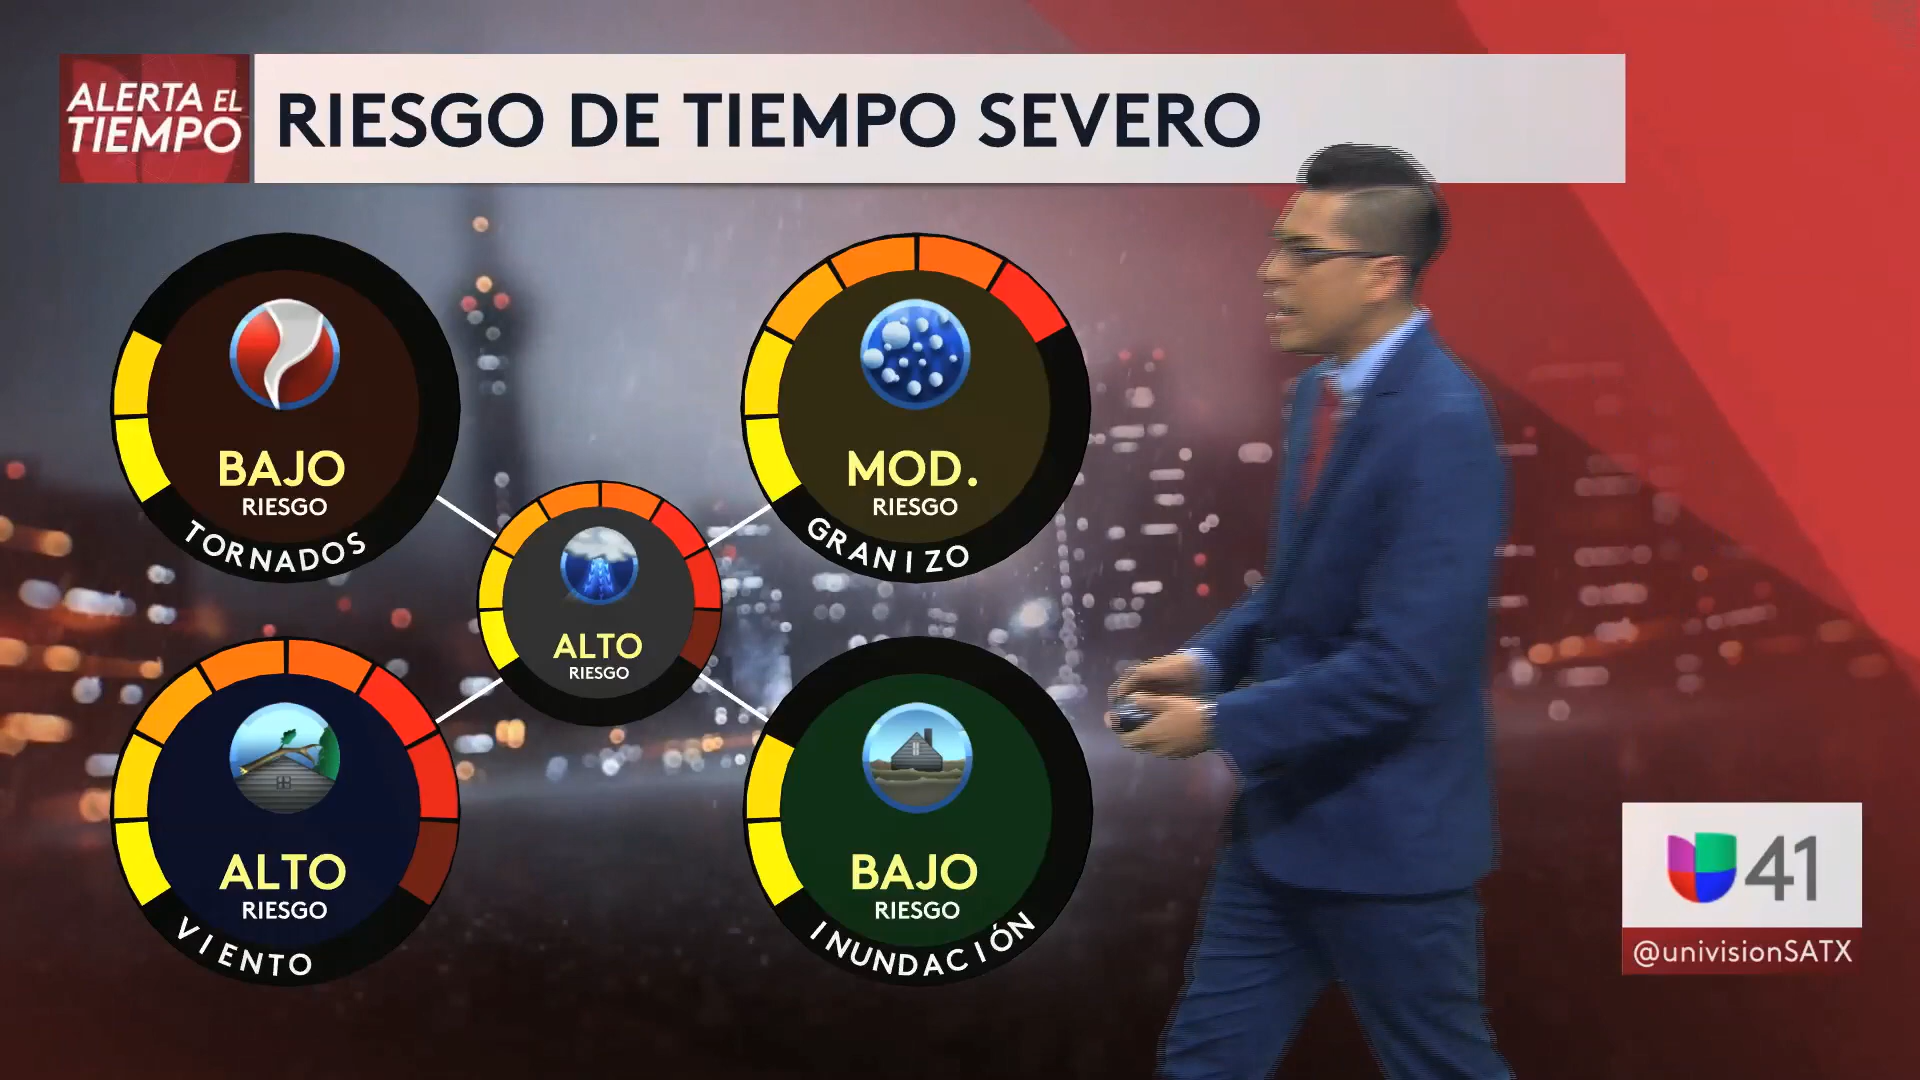 ALERTA EL
TIEMPO
RIESGO DE TIEMPO SEVERO
BAJO
RIESGO
TORNADOS
MOD.
RIESGO
GRANIZO
ALTO
RIESGO
ALTO
RIESGO
VIENTO
BAJO
RIESGO
INUNDACIÓN
41
@univisionSATX